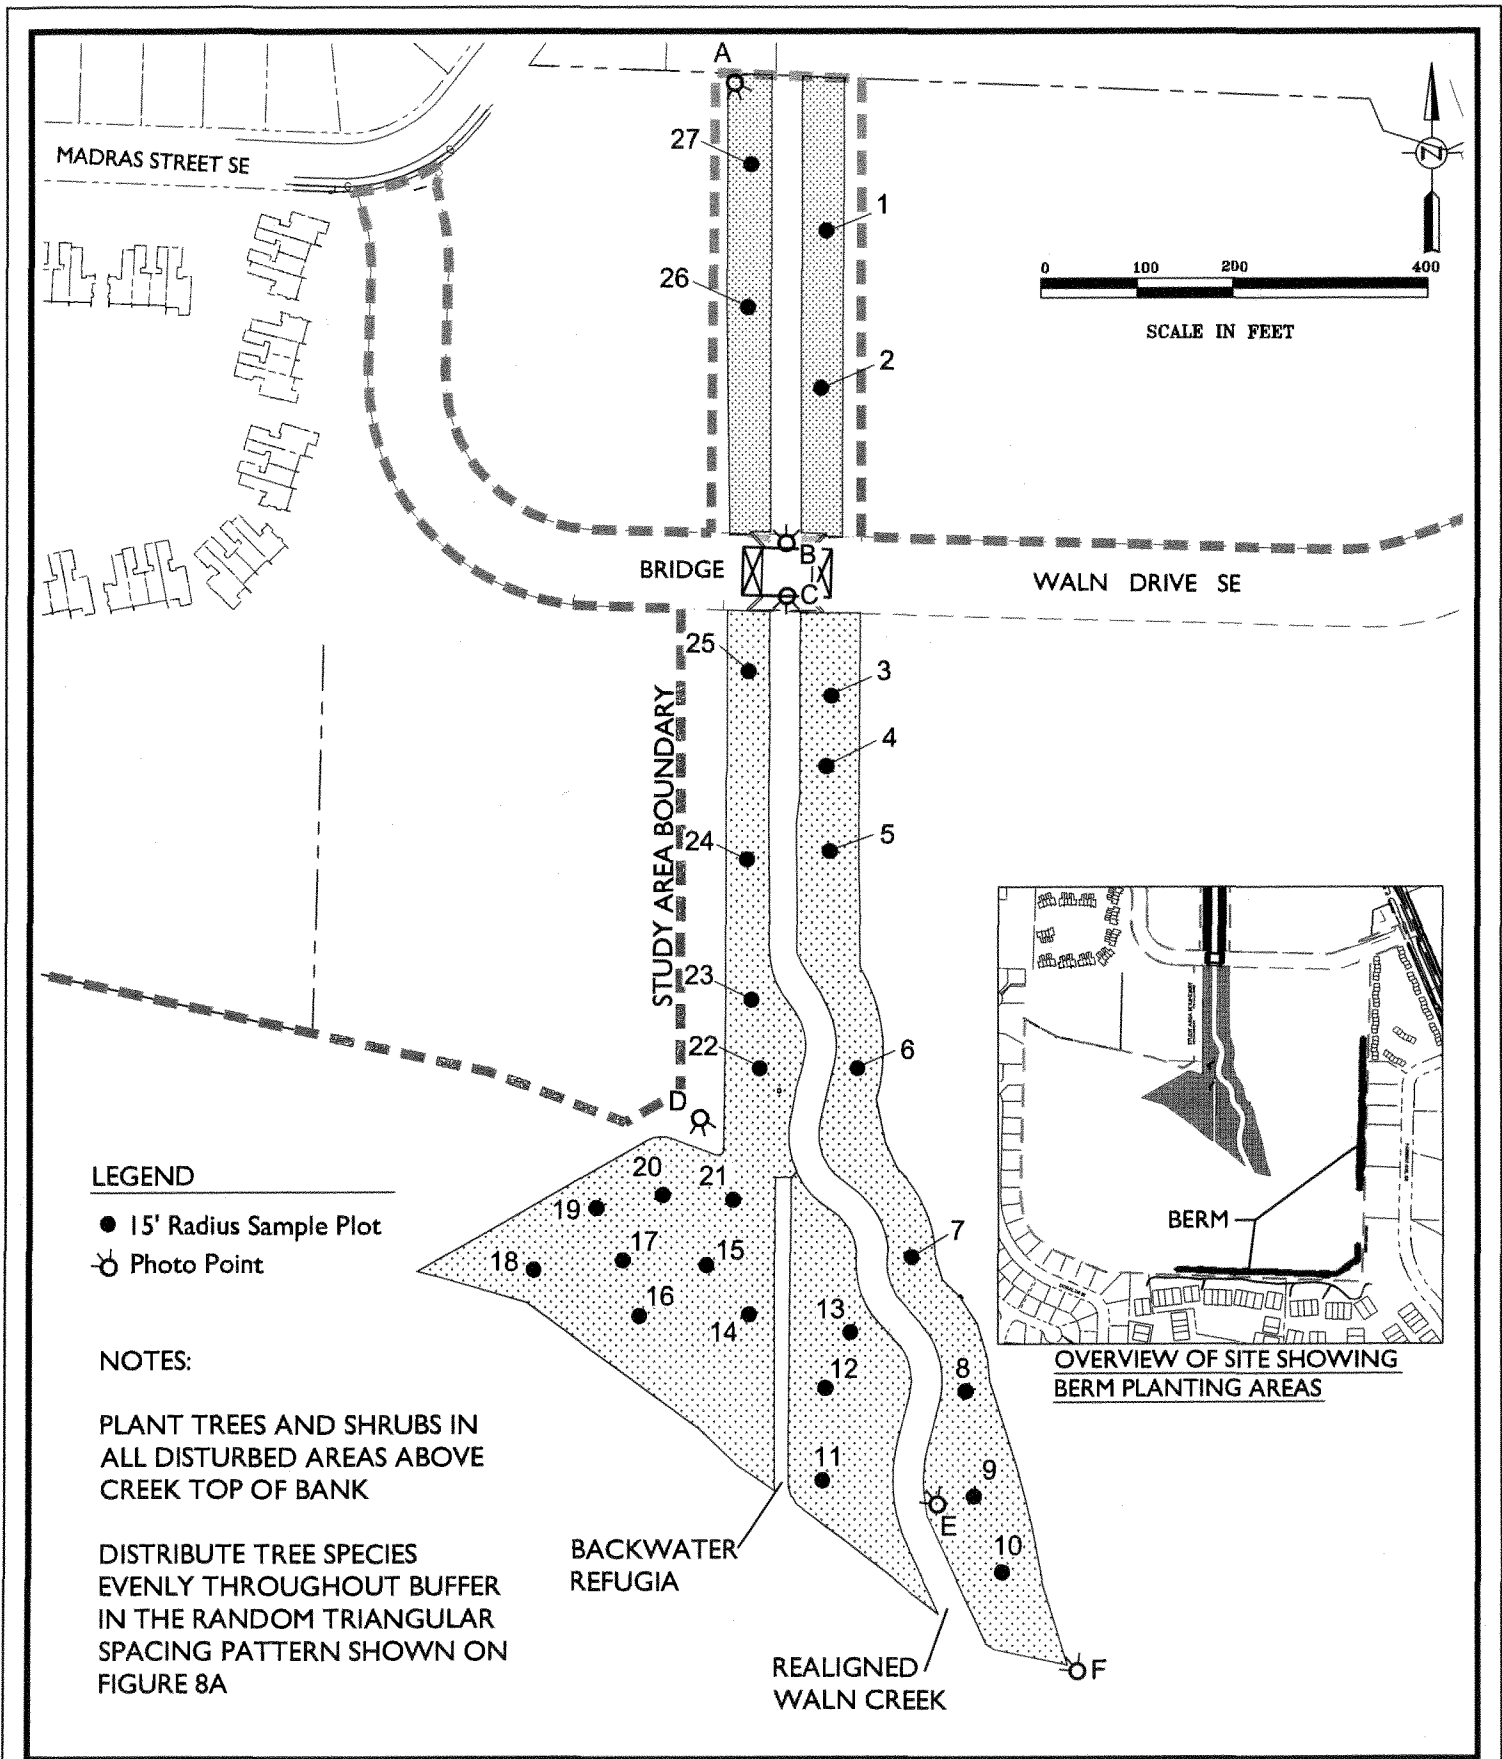 A
MADRAS STREET SE
27
1
26
2
N
0 100 200 400
SCALE IN FEET
B
BRIDGE
C
WALN DRIVE SE
25
3
4
STUDY AREA BOUNDARY
24
5
23
22
6
D
LEGEND
15' Radius Sample Plot
Photo Point
20
21
19
17
15
18
16
14
7
13
12
8
11
9
E
10
F
BERM
OVERVIEW OF SITE SHOWING
BERM PLANTING AREAS
NOTES:
PLANT TREES AND SHRUBS IN
ALL DISTURBED AREAS ABOVE
CREEK TOP OF BANK
DISTRIBUTE TREE SPECIES
EVENLY THROUGHOUT BUFFER
IN THE RANDOM TRIANGULAR
SPACING PATTERN SHOWN ON
FIGURE 8A
BACKWATER
REFUGIA
REALIGNED
WALN CREEK